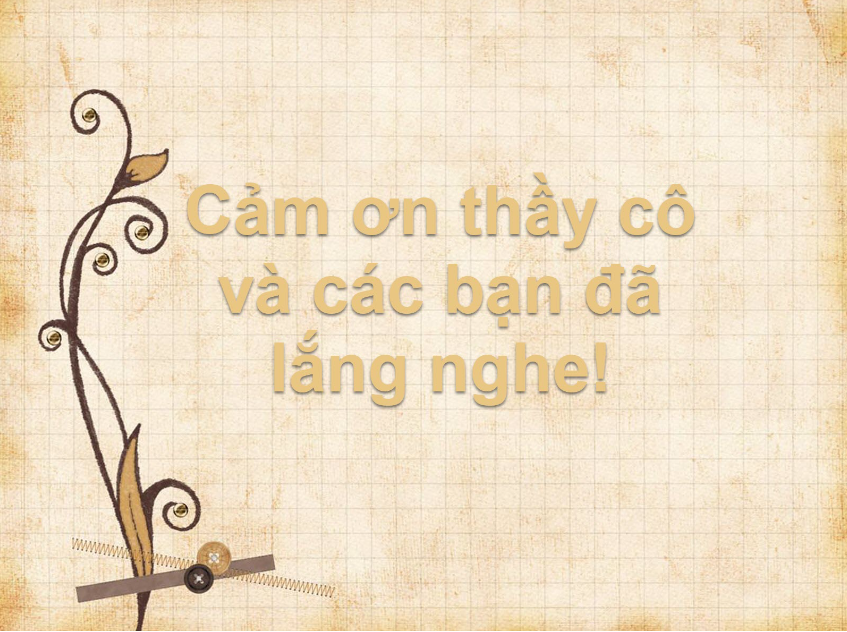 Cảm ơn thầy cô
và các bạn đã
lắng nghe!